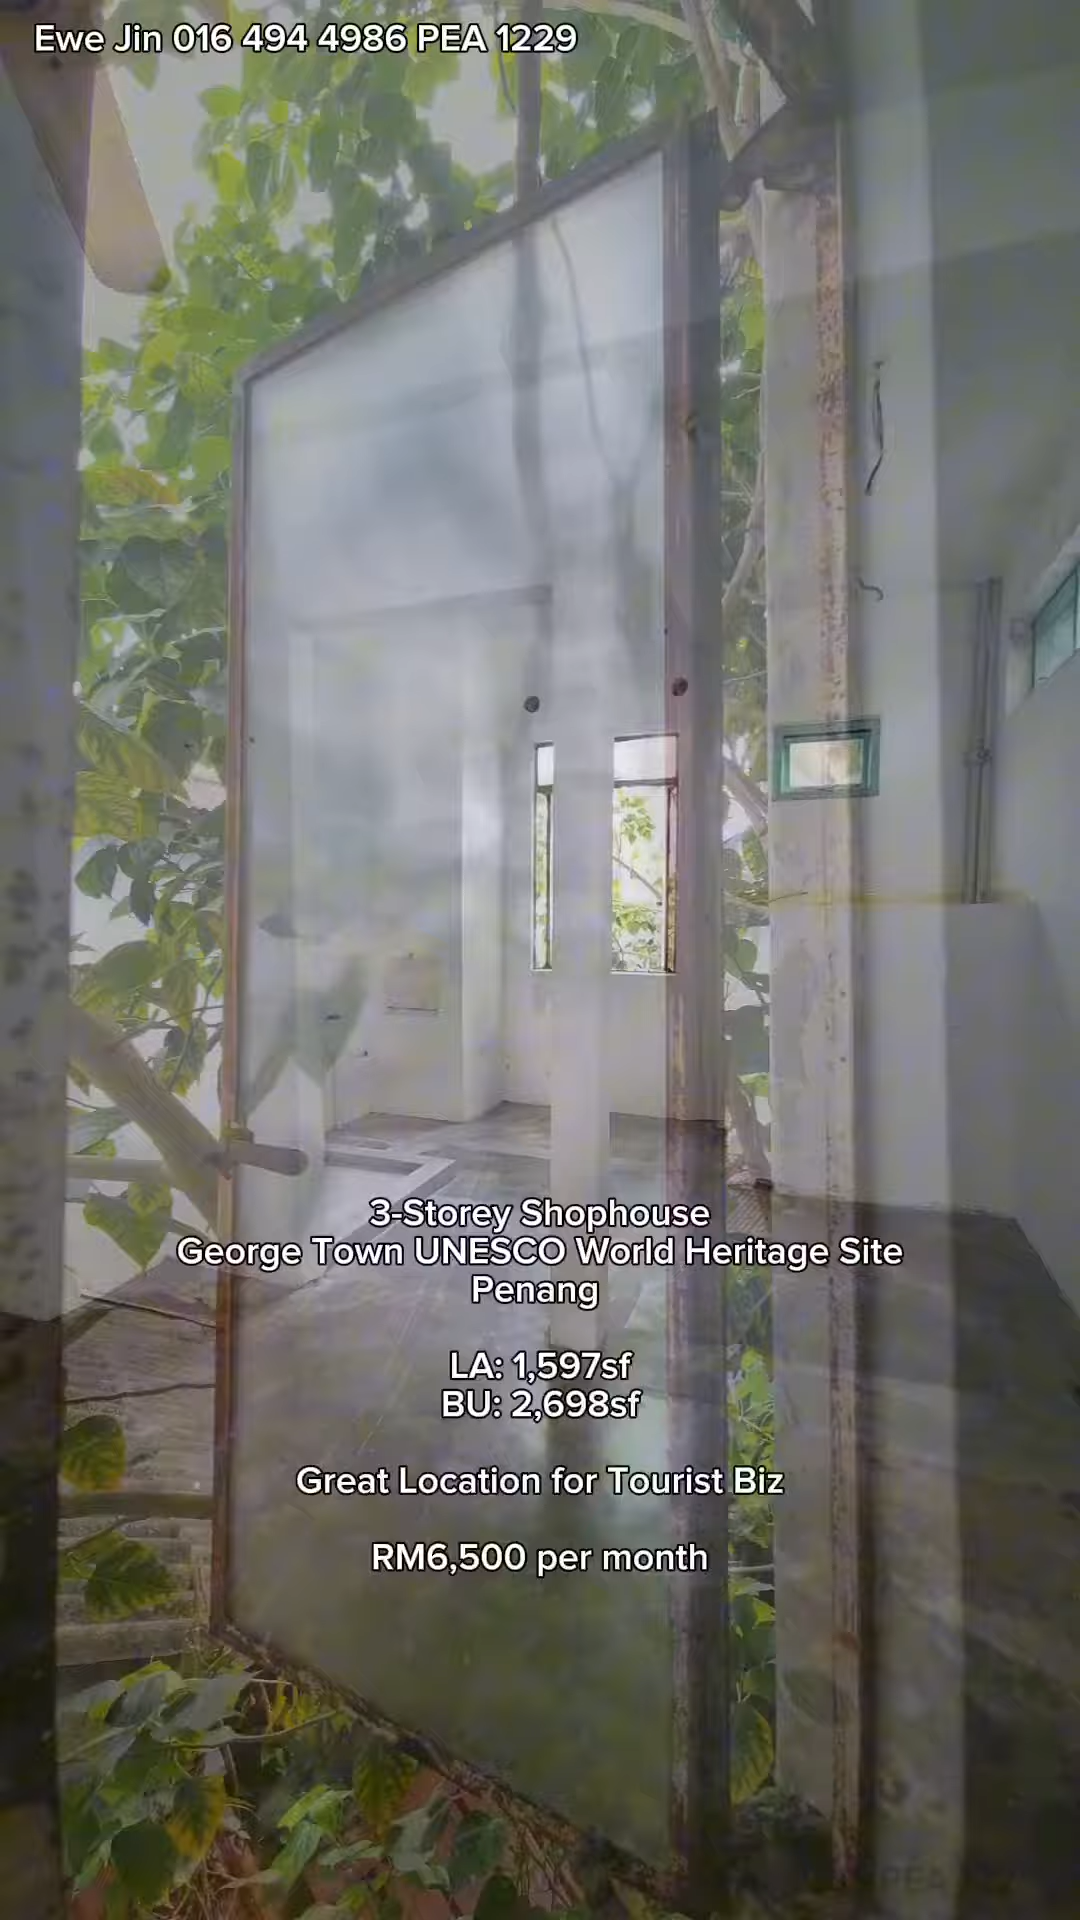 Ewe Jin 016 494 4986 PEA 1229
3-Storey Shophouse
George Town UNESCO World Heritage Site
Penang
LA: 1,597sf
BU: 2,698sf
Great Location for Tourist Biz
RM6,500 per month
PEA